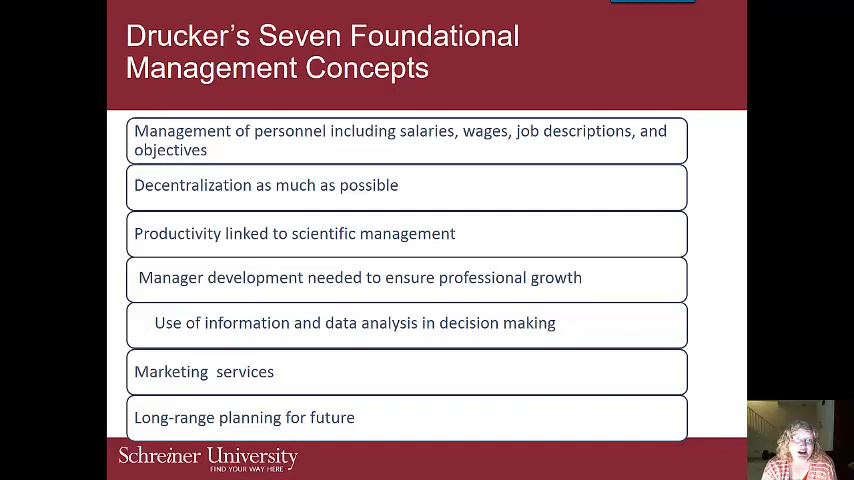 Drucker's Seven Foundational
Management Concepts
Management of personnel including salaries, wages, job descriptions, and
objectives
Decentralization as much as possible
Productivity linked to scientific management
Manager development needed to ensure professional growth
Use of information and data analysis in decision making
Marketing  services
Long-range planning for future
Schreiner University
FIND YOUR WAY HERE